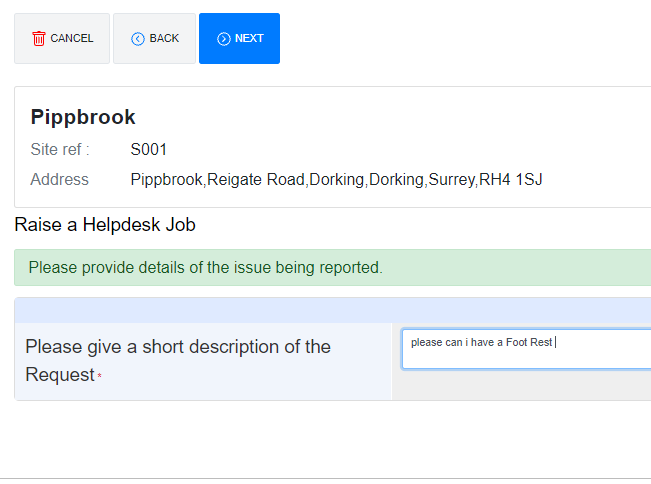 CANCEL BACK NEXT
Pippbrook
Site ref : S001
Address Pippbrook,Reigate Road,Dorking,Dorking,Surrey,RH4 1SJ
Raise a Helpdesk Job
Please provide details of the issue being reported.
Please give a short description of the
Request*
please can i have a Foot Rest